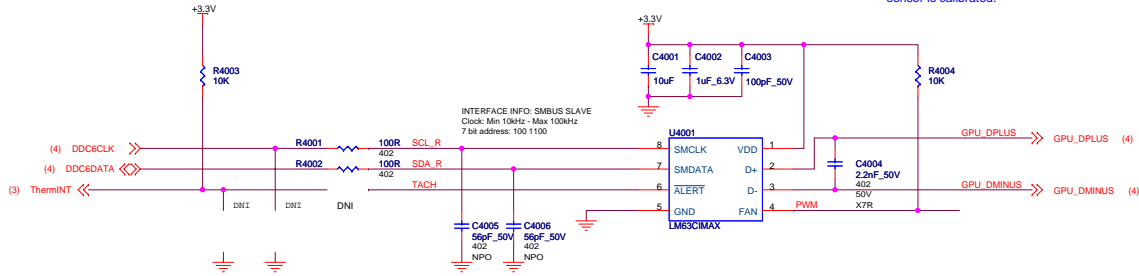 sensor is calibrated.
+3.3V
+3.3V
R4003
10K
C4001
10uF
C4002
1uF_6.3V
C4003
100pF_50V
R4004
10K
INTERFACE INFO: SMBUS SLAVE
Clock: Min 10kHz - Max 100kHz
7 bit address: 100 1100
(4) DDC6CLK
R4001
100R
402
SCL_R
(4) DDC6DATA
R4002
100R
402
SDA_R
(3) ThermINT
TACH
DNI
DNI
DNI
C4005
56pF_50V
402
NPO
C4006
56pF_50V
402
NPO
U4001
8 SMCLK VDD 1
7 SMDATA D+ 2
6 ALERT D- 3
5 GND FAN 4
LM63CIMAX
PWM
C4004
2.2nF_50V
402
50V
X7R
GPU_DPLUS
GPU_DPLUS (4)
GPU_DMINUS
GPU_DMINUS (4)